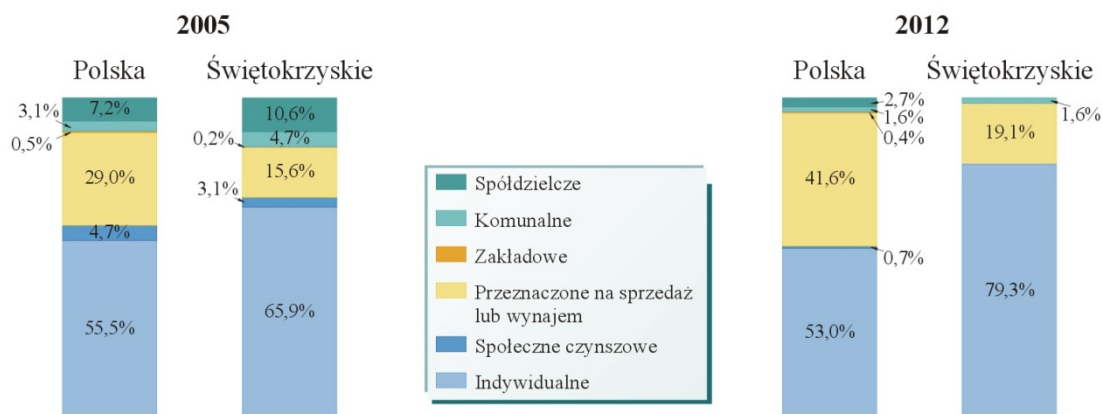 2005
Polska
Świętokrzyskie
3,1%
7,2%
10,6%
0,5%
0,2%
4,7%
29,0%
15,6%
3,1%
4,7%
55,5%
65,9%
Spółdzielcze
Komunalne
Zakładowe
Przeznaczone na sprzedaż
lub wynajem
Społeczne czynszowe
Indywidualne
2012
Polska
Świętokrzyskie
2,7%
1,6%
1,6%
0,4%
19,1%
41,6%
0,7%
79,3%
53,0%